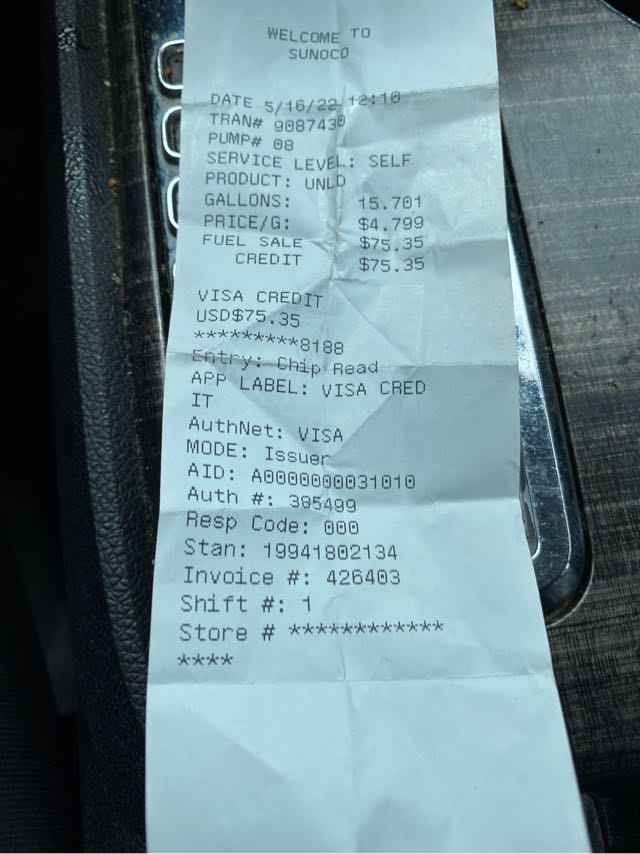 WELCOME TO
SUNOCO
DATE 5/16/22 12:10
TRAN# 9087430
PUMP# 08
SERVICE LEVEL: SELF
PRODUCT: UNLD
GALLONS: 15.701
PRICE/G: $4.799
FUEL SALE $75.35
CREDIT $75.35
VISA CREDIT
USD$75.35
*********8188
Entry: Chip Read
APP LABEL: VISA CRED
IT
AuthNet: VISA
MODE: Issuer
AID: A0000000031010
Auth #: 385499
Resp Code: 000
Stan: 19941802134
Invoice #: 426403
Shift #: 1
Store # ************
****